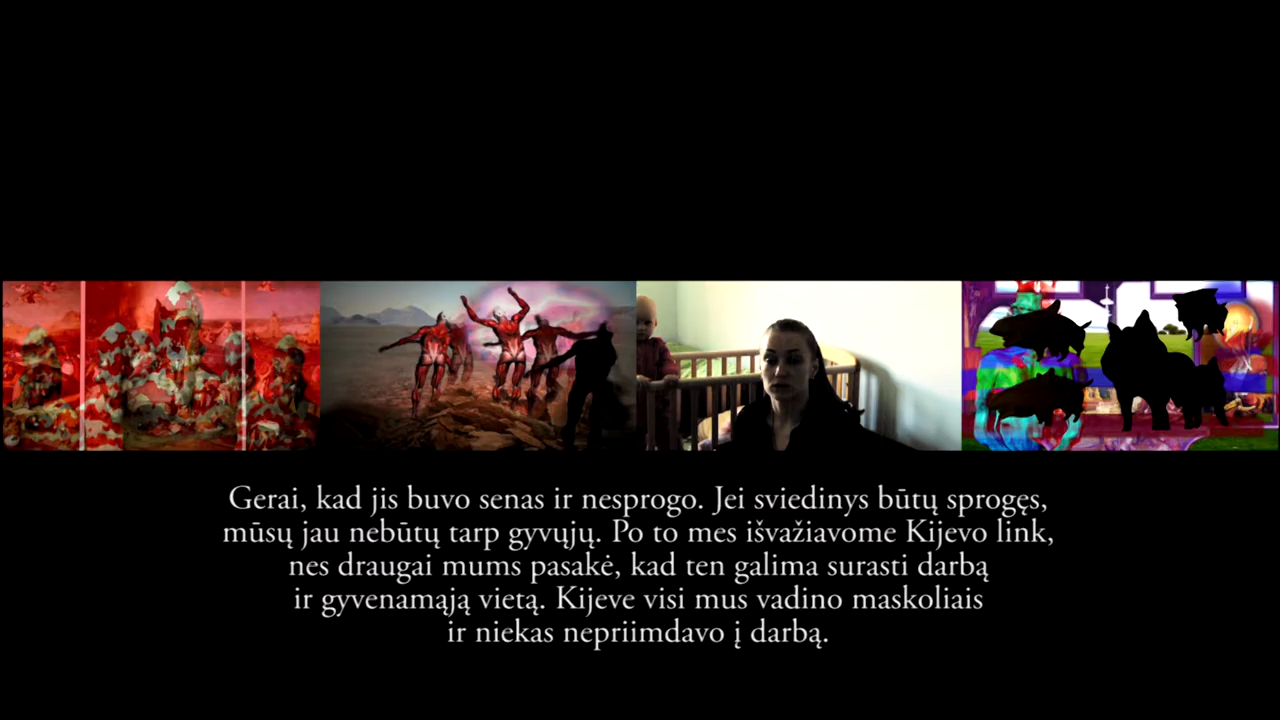 Gerai, kad jis buvo senas ir nesprogo. Jei sviedinys būtų sprogęs,
mūsų jau nebūtų tarp gyvųjų. Po to mes išvažiavome Kijevo link,
nes draugai mums pasakė, kad ten galima surasti darbą
ir gyvenamąją vietą. Kijeve visi mus vadino maskoliais
ir niekas nepriimdavo į darbą.